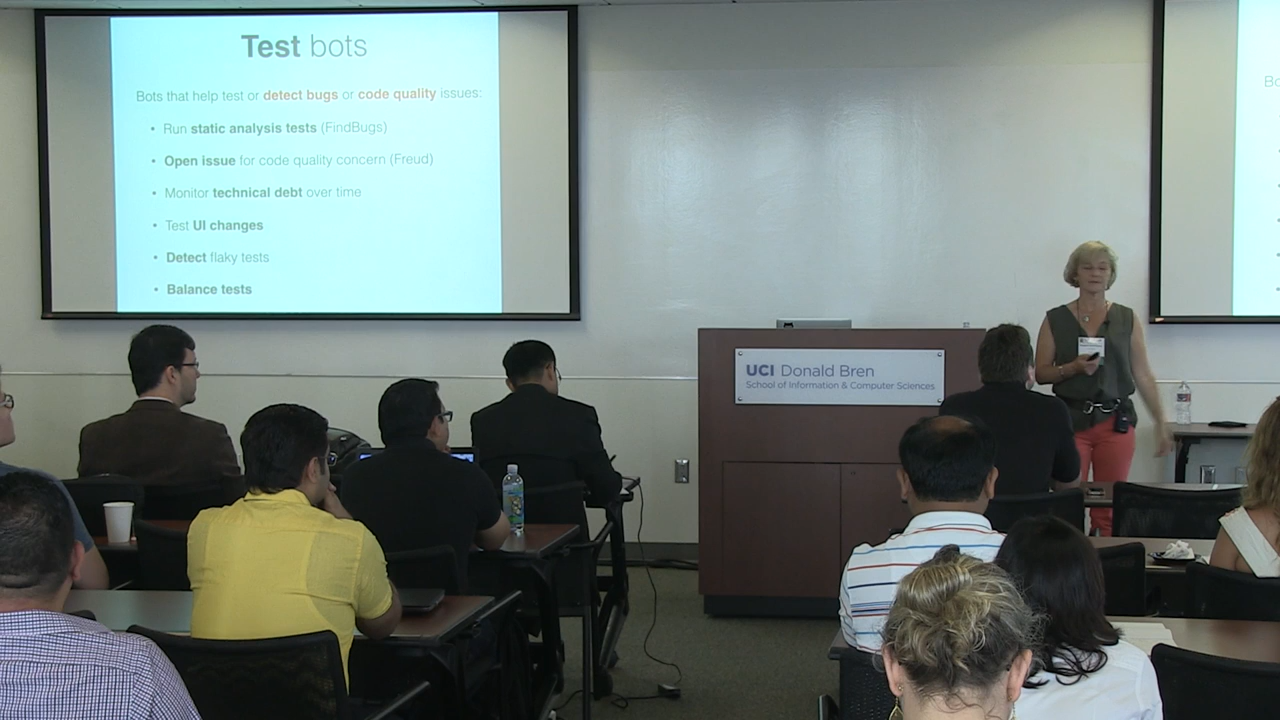 Test bots
Bots that help test or detect bugs or code quality issues:
• Run static analysis tests (FindBugs)
• Open issue for code quality concern (Freud)
• Monitor technical debt over time
• Test UI changes
• Detect flaky tests
• Balance tests
Bo
UCI Donald Bren
School of Information & Computer Sciences